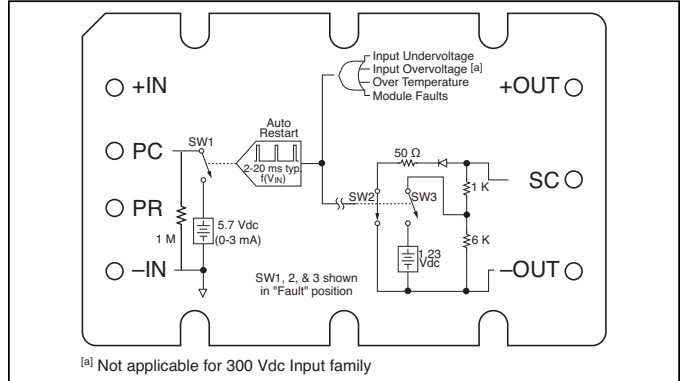 Input Undervoltage
Input Overvoltage [a]
Over Temperature
Module Faults
+IN
+OUT
Auto
Restart
SW1
PC
2-20 ms typ.
f(VIN)
50 Ω
SC
1 K
PR
SW2
SW3
1 M
5.7 Vdc
(0-3 mA)
6 K
1.23
Vdc
–IN
–OUT
SW1, 2, & 3 shown
in "Fault" position
[a] Not applicable for 300 Vdc Input family